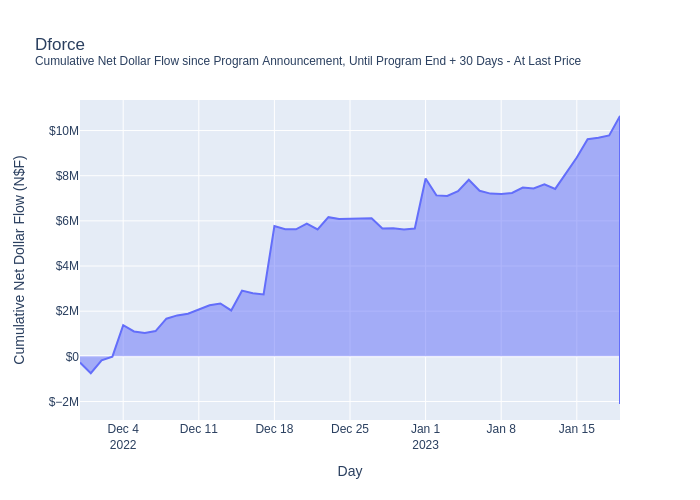 Dforce
Cumulative Net Dollar Flow since Program Announcement, Until Program End + 30 Days - At Last Price
Cumulative Net Dollar Flow (N$F)
$10M
$8M
$6M
$4M
$2M
$0
$−2M
Dec 4
2022
Dec 11
Dec 18
Dec 25
Jan 1
2023
Jan 8
Jan 15
Day